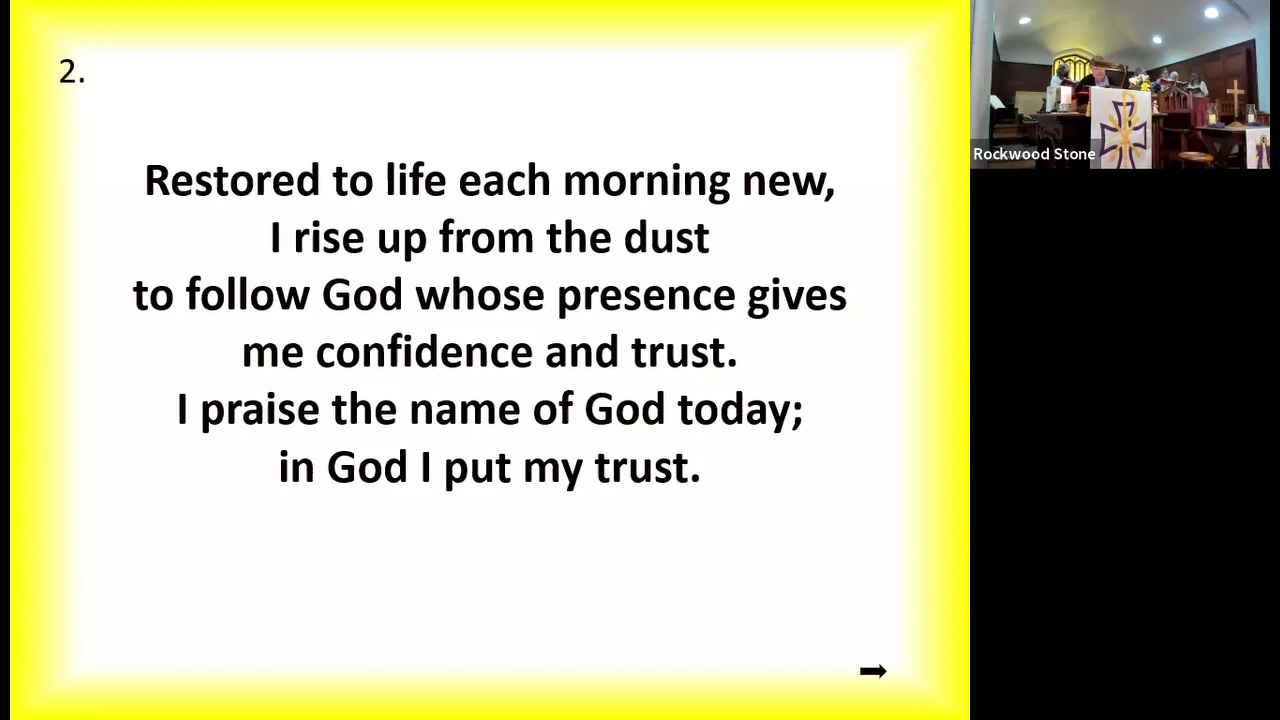 2.
Restored to life each morning new,
I rise up from the dust
to follow God whose presence gives
me confidence and trust.
I praise the name of God today;
in God I put my trust.
Rockwood Stone